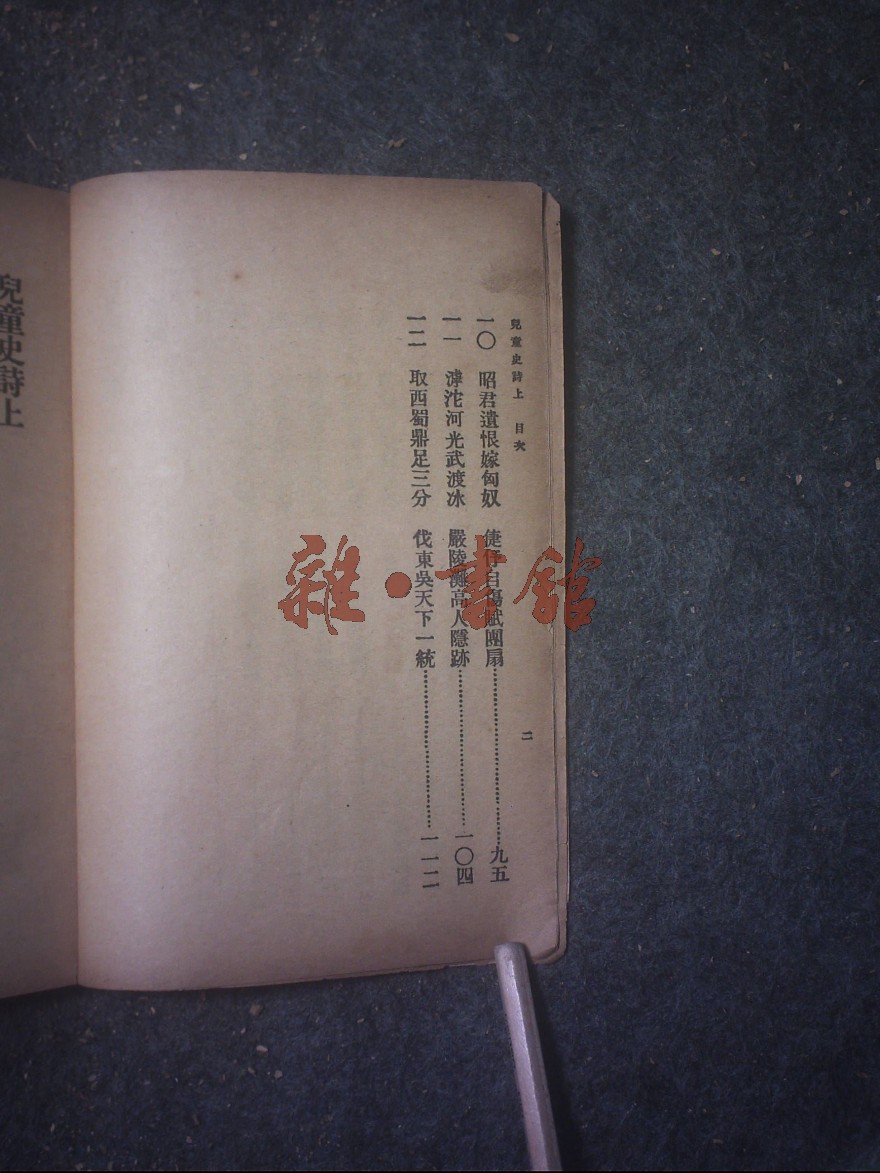 兒童史詩上 目次 二
一〇 昭君遺恨嫁匈奴 倢伃自傷賦團扇……九五
一一 滹沱河光武渡冰 嚴陵灘高人隱跡……一〇四
一二 取西蜀鼎足三分 伐東吳天下一統……一一二
兒童史詩上
雜·書館